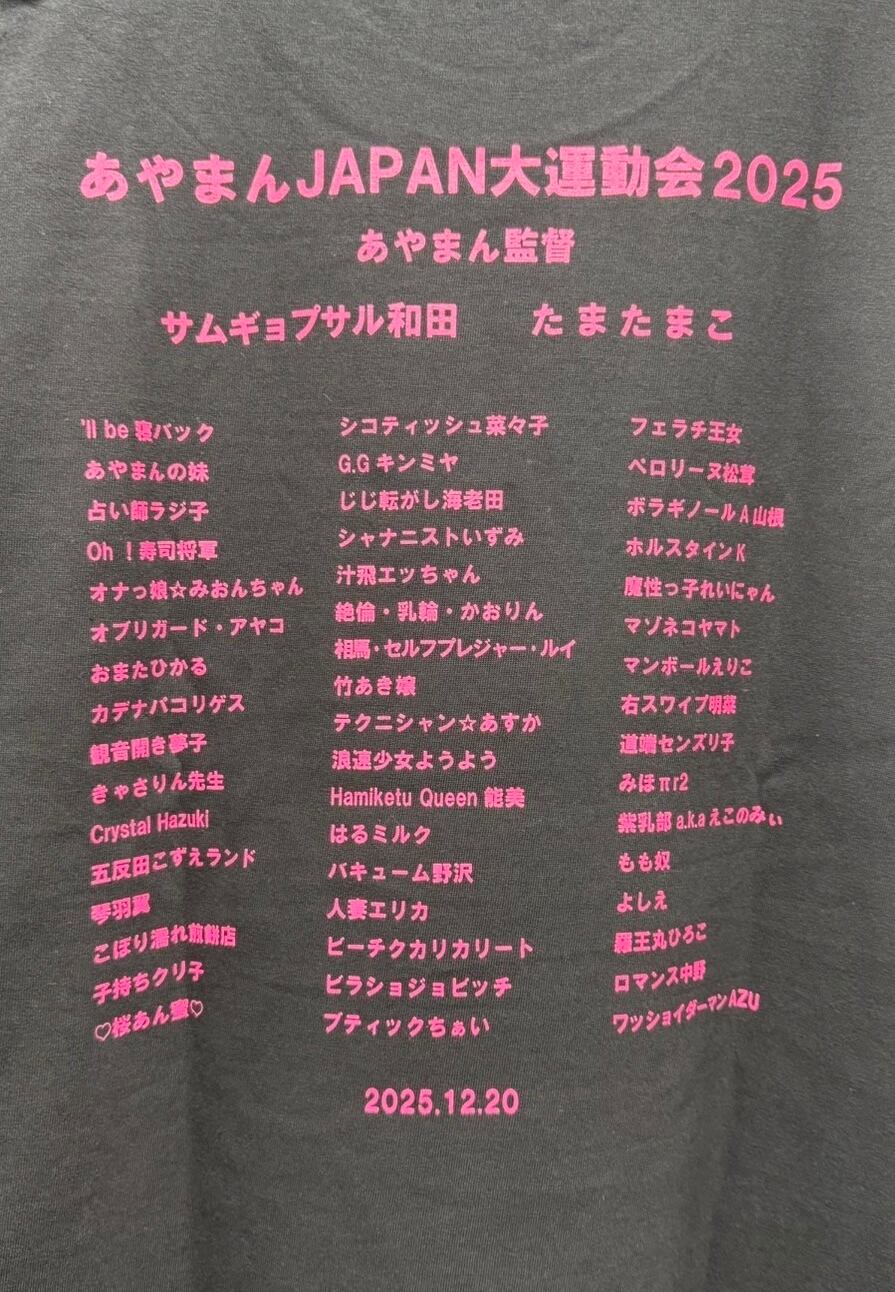 あやまんJAPAN大運動会2025
あやまん監督
サムギョプサル和田　たまたまこ
'll be 寝バック
あやまんの妹
占い師ラジ子
Oh！寿司将軍
オナっ娘☆みおんちゃん
オブリガード・アヤコ
おまたひかる
カデナパコリゲス
観音開き夢子
きゃさりん先生
Crystal Hazuki
五反田こずえランド
琴羽翼
こぼり濡れ煎餅店
子持ちクリ子
♡桜あん蜜♡
シコティッシュ菜々子
G.G キンミヤ
じじ転がし海老田
シャナニストいずみ
汁飛エッちゃん
絶倫・乳輪・かおりん
相馬・セルフプレジャー・ルイ
竹あき嬢
テクニシャン☆あすか
浪速少女ようよう
Hamiketu Queen 能美
はるミルク
バキューム野沢
人妻エリカ
ビーチクカリカリート
ビラショジョビッチ
ブティックちぁい
フェラチ王女
ペロリーヌ松茸
ボラギノールA山根
ホルスタインK
魔性っ子れいにゃん
マゾネコヤマト
マンボールえりこ
右スワイプ明菜
道端センズリ子
みほπr2
紫乳部 a.k.a えこのみぃ
もも奴
よしえ
羅王丸ひろこ
ロマンス中野
ワッショイダーマンAZU
2025.12.20